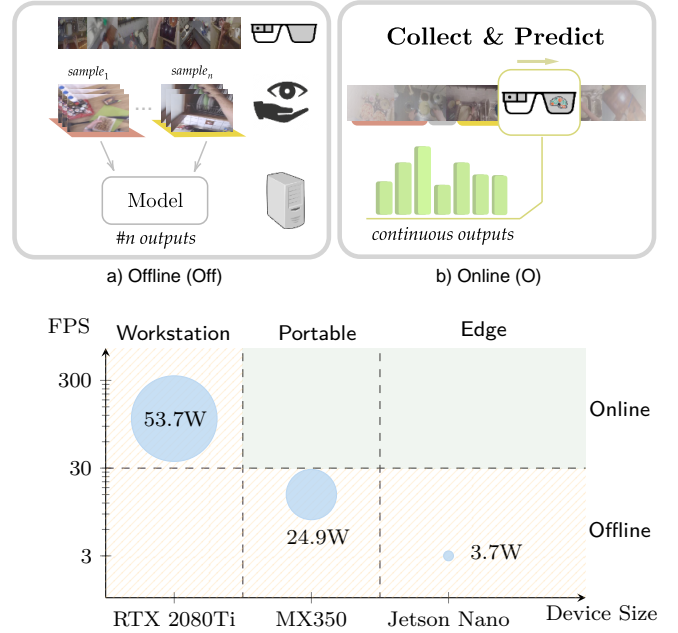 sample1
samplen
...
Model
#n outputs
a) Offline (Off)
Collect & Predict
continuous outputs
b) Online (O)
FPS
Workstation
Portable
Edge
300
53.7W
Online
30
24.9W
Offline
3
3.7W
RTX 2080Ti
MX350
Jetson Nano
Device Size